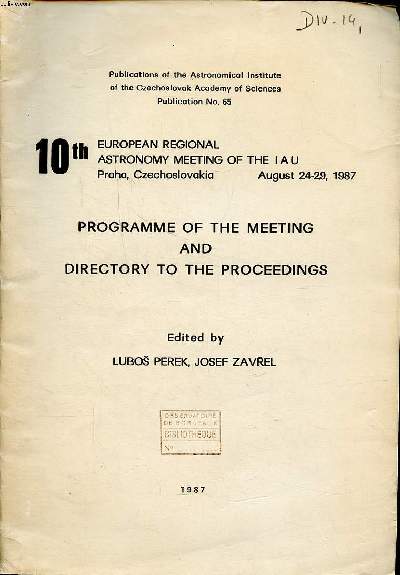 DIV-14,
Publications of the Astronomical Institute
of the Czechoslovak Academy of Sciences
Publication No. 65
10th EUROPEAN REGIONAL
ASTRONOMY MEETING OF THE IAU
Praha, Czechoslovakia August 24-29, 1987
PROGRAMME OF THE MEETING
AND
DIRECTORY TO THE PROCEEDINGS
Edited by
LUBOŠ PEREK, JOSEF ZAVŘEL
OBSERVATOIRE
DE BORDEAUX
BIBLIOTHEQUE
N°
1987